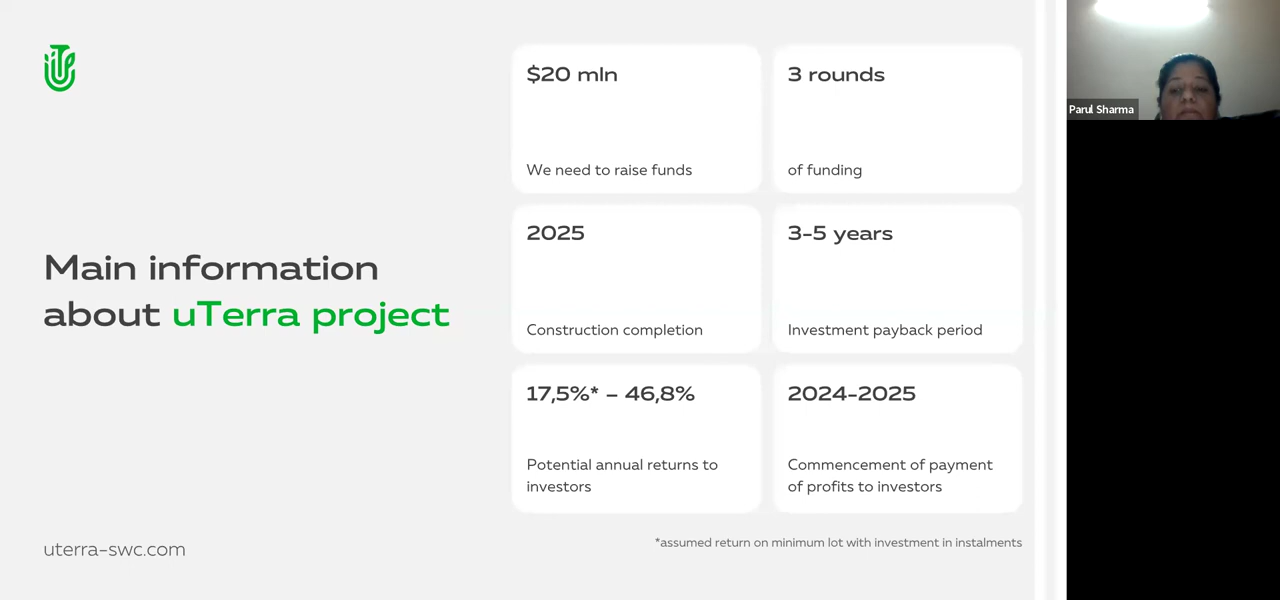 Main information
about uTerra project
uterra-swc.com
$20 mln
We need to raise funds
3 rounds
of funding
2025
Construction completion
3-5 years
Investment payback period
17,5%* – 46,8%
Potential annual returns to
investors
2024-2025
Commencement of payment
of profits to investors
*assumed return on minimum lot with investment in instalments
Parul Sharma